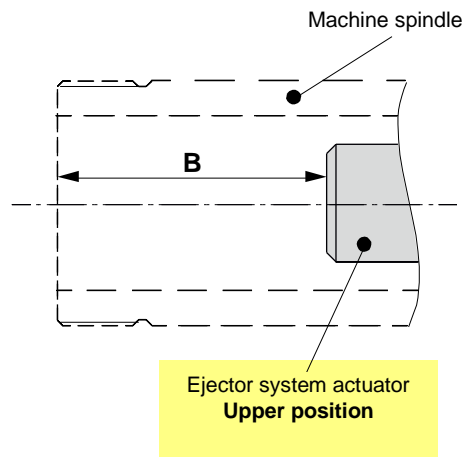 Machine spindle
B
Ejector system actuator
Upper position